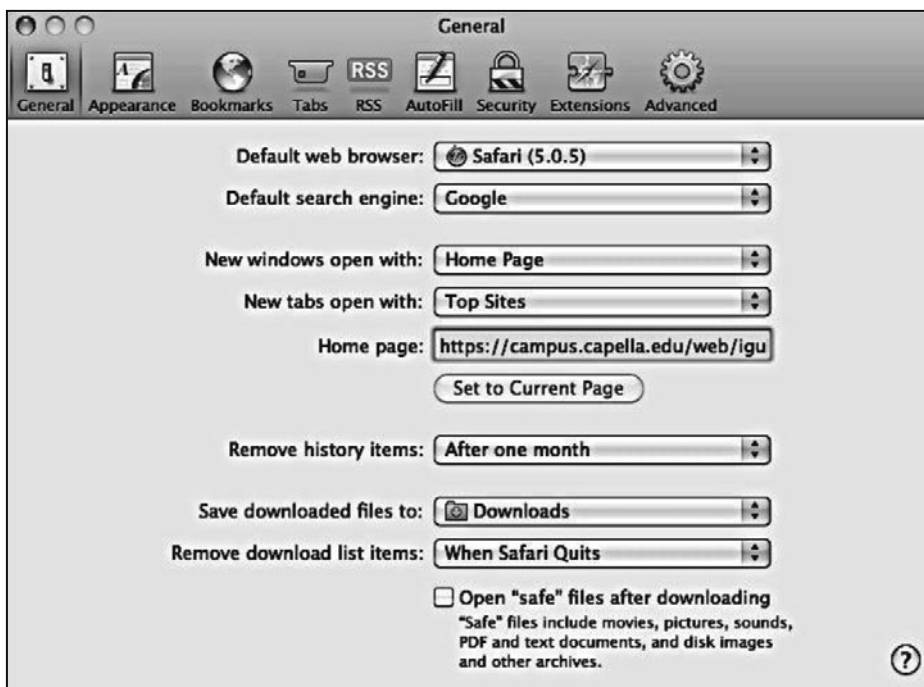 General
General Appearance Bookmarks Tabs RSS RSS AutoFill Security Extensions Advanced
Default web browser: Safari (5.0.5)
Default search engine: Google
New windows open with: Home Page
New tabs open with: Top Sites
Home page: https://campus.capella.edu/web/igu
Set to Current Page
Remove history items: After one month
Save downloaded files to: Downloads
Remove download list items: When Safari Quits
Open "safe" files after downloading
"Safe" files include movies, pictures, sounds,
PDF and text documents, and disk images
and other archives.
?